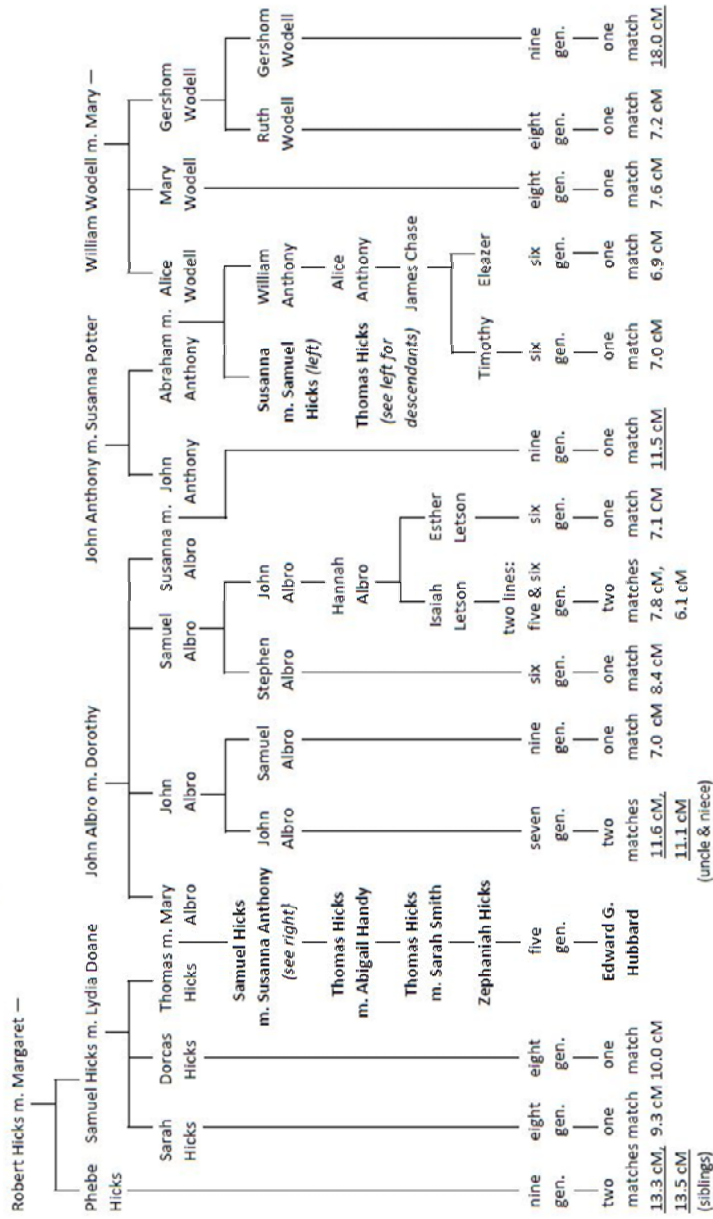 Robert Hicks m. Margaret —
Phebe Hicks
Samuel Hicks m. Lydia Doane
John Albro m. Dorothy
John Anthony m. Susanna Potter
William Wodell m. Mary —
Sarah Hicks
Dorcas Hicks
Thomas m. Mary
Hicks Albro
John Albro
Samuel Albro
Susanna m. John
Albro Anthony
Abraham m. Alice
Anthony Wodell
Mary Wodell
Gershom Wodell
Samuel Hicks
m. Susanna Anthony
(see right)
John Albro
Samuel Albro
Stephen Albro
John Albro
Susanna
m. Samuel
Hicks (left)
William Anthony
Ruth Wodell
Gershom Wodell
Thomas Hicks
m. Abigail Handy
Hannah Albro
Thomas Hicks
(see left for
descendants)
Alice Anthony
Thomas Hicks
m. Sarah Smith
Isaiah Letson
Esther Letson
James Chase
Zephaniah Hicks
Timothy
Eleazer
two lines:
nine eight eight five seven nine six five & six six nine six six eight eight nine
gen. gen. gen. gen. gen. gen. gen. gen. gen. gen. gen. gen. gen. gen. gen.
two one one Edward G. two one one two one one one one one one one
matches match match Hubbard matches match match matches match match match match match match match
13.3 cM, 9.3 cM 10.0 cM 11.6 cM, 7.0 cM 8.4 cM 7.8 cM, 7.1 CM 11.5 cM 7.0 cM 6.9 cM 7.6 cM 7.2 cM 18.0 cM
13.5 cM 11.1 cM 6.1 cM
(siblings) (uncle & niece)